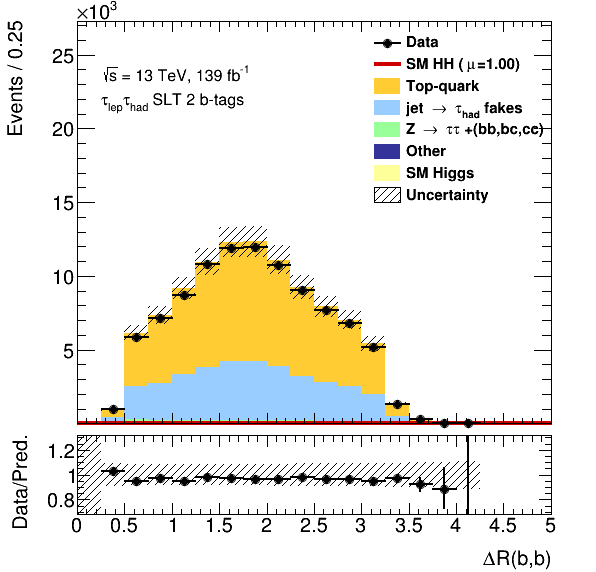 ×10³
Events / 0.25
25
20
15
10
5
√s = 13 TeV, 139 fb⁻¹
τlepτhad SLT 2 b-tags
Data
SM HH ( μ=1.00)
Top-quark
jet → τhad fakes
Z → ττ +(bb,bc,cc)
Other
SM Higgs
Uncertainty
Data/Pred.
1.2
1
0.8
0 0.5 1 1.5 2 2.5 3 3.5 4 4.5 5
ΔR(b,b)